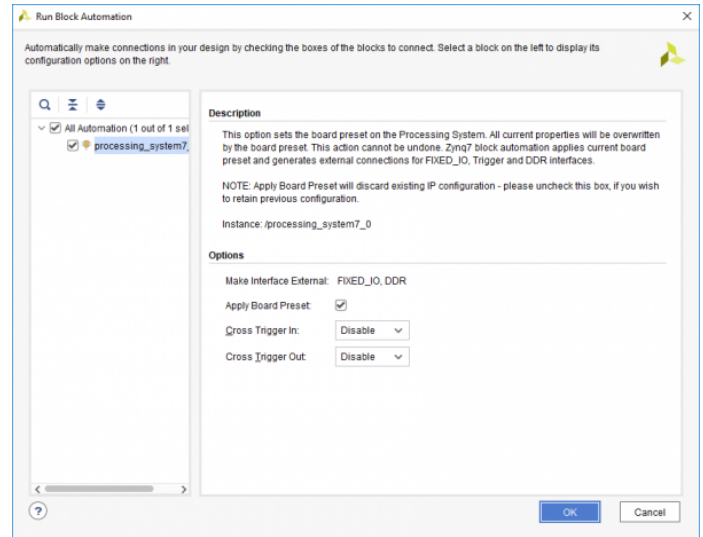 Run Block Automation
Automatically make connections in your design by checking the boxes of the blocks to connect. Select a block on the left to display its
configuration options on the right.
All Automation (1 out of 1 sel
processing_system7_
Description
This option sets the board preset on the Processing System. All current properties will be overwritten
by the board preset. This action cannot be undone. Zynq7 block automation applies current board
preset and generates external connections for FIXED_IO, Trigger and DDR interfaces.
NOTE: Apply Board Preset will discard existing IP configuration - please uncheck this box, if you wish
to retain previous configuration.
Instance: /processing_system7_0
Options
Make Interface External: FIXED_IO, DDR
Apply Board Preset:
Cross Trigger In: Disable
Cross Trigger Out: Disable
?
OK Cancel